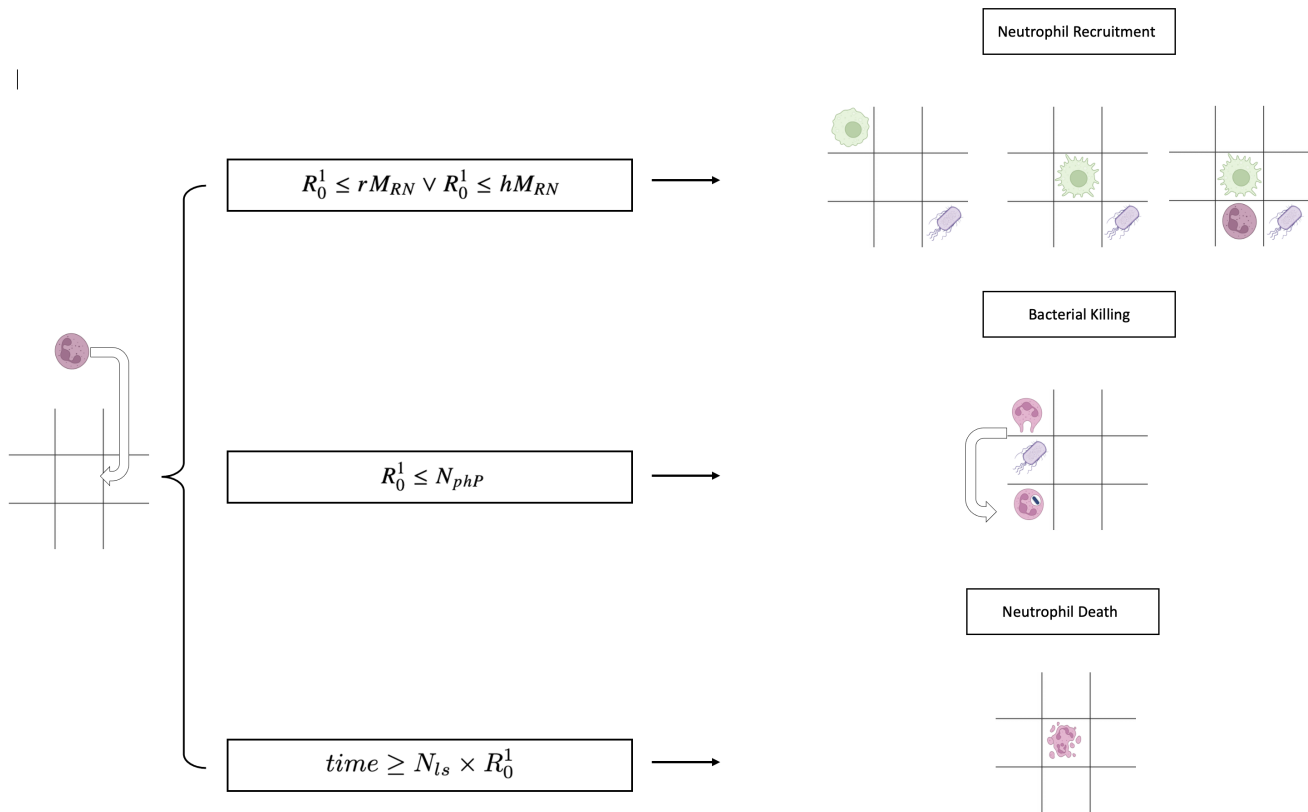 Neutrophil Recruitment
R₀¹ ≤ rM_RN ∨ R₀¹ ≤ hM_RN
Bacterial Killing
R₀¹ ≤ N_phP
Neutrophil Death
time ≥ N_ls × R₀¹